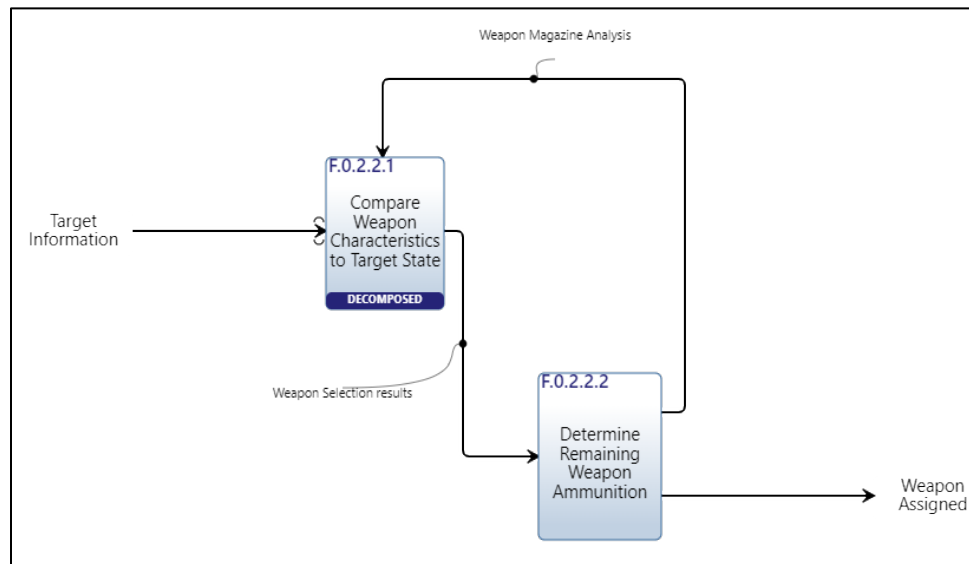 Weapon Magazine Analysis
F.0.2.2.1
Compare
Weapon
Characteristics
to Target State
DECOMPOSED
Target
Information
Weapon Selection results
F.0.2.2.2
Determine
Remaining
Weapon
Ammunition
Weapon
Assigned